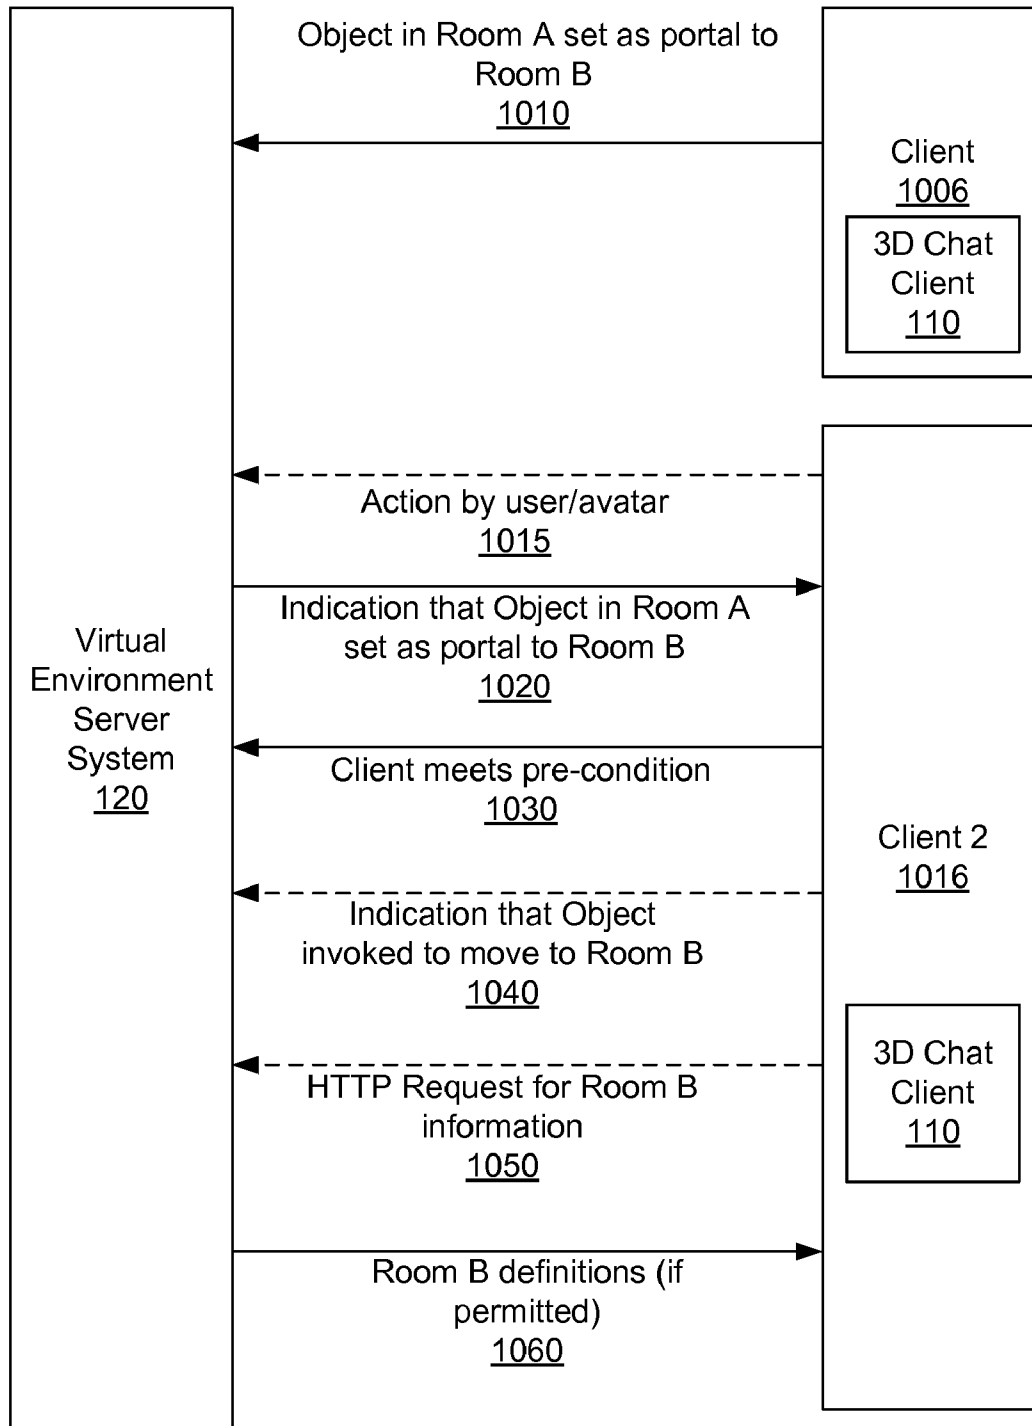 Object in Room A set as portal to
Room B
1010
Client
1006
3D Chat
Client
110
Action by user/avatar
1015
Indication that Object in Room A
set as portal to Room B
1020
Virtual
Environment
Server
System
120
Client meets pre-condition
1030
Client 2
1016
Indication that Object
invoked to move to Room B
1040
3D Chat
Client
110
HTTP Request for Room B
information
1050
Room B definitions (if
permitted)
1060